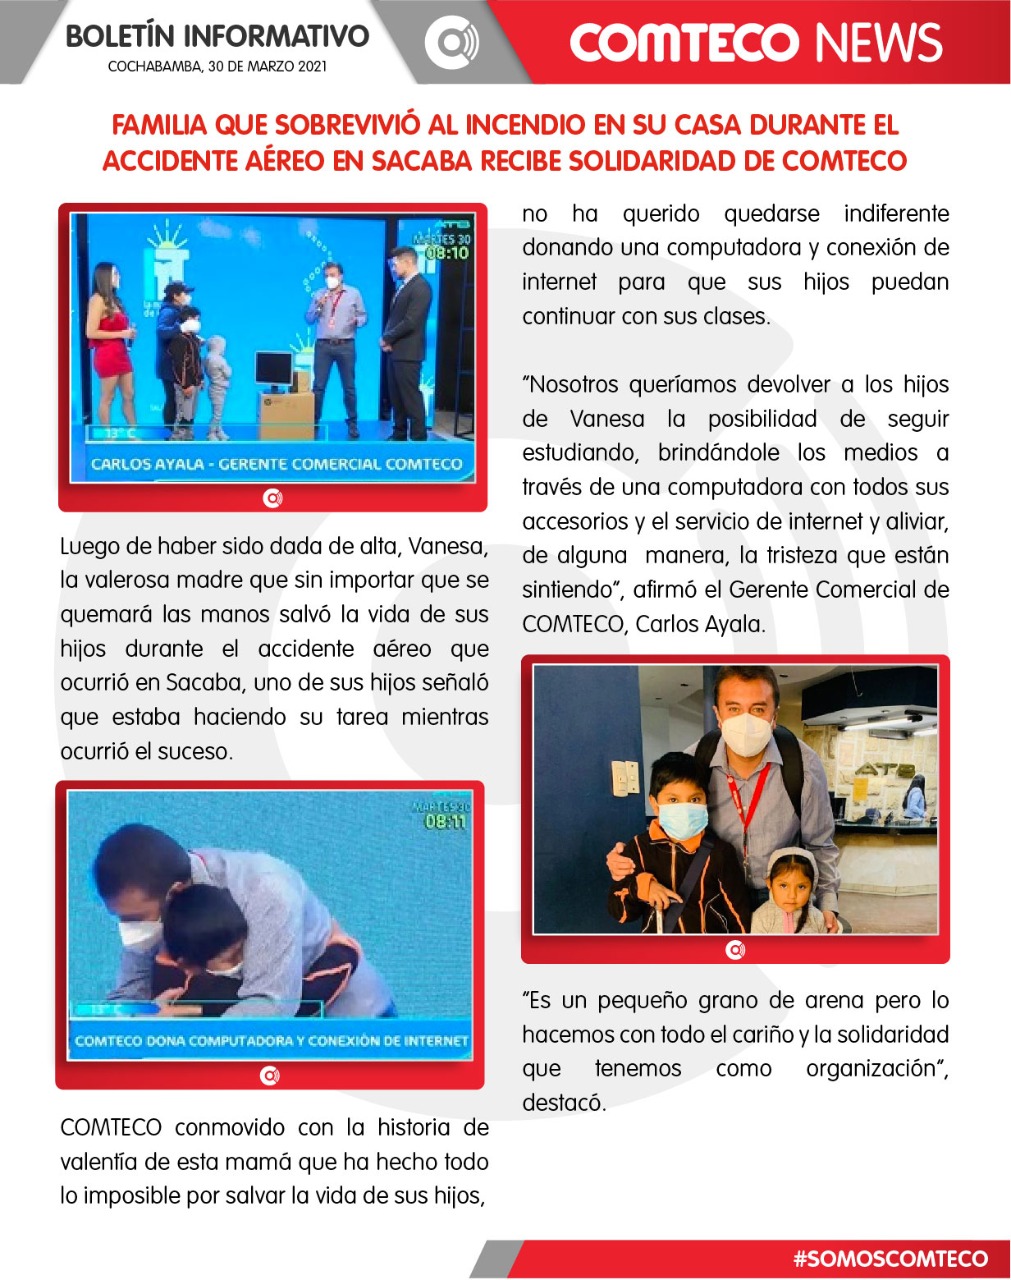 BOLETÍN INFORMATIVO
COCHABAMBA, 30 DE MARZO 2021
COMTECO NEWS
FAMILIA QUE SOBREVIVIÓ AL INCENDIO EN SU CASA DURANTE EL
ACCIDENTE AÉREO EN SACABA RECIBE SOLIDARIDAD DE COMTECO
ATB
MARTES 30
08:10
13° C
CARLOS AYALA - GERENTE COMERCIAL COMTECO
Luego de haber sido dada de alta, Vanesa,
la valerosa madre que sin importar que se
quemará las manos salvó la vida de sus
hijos durante el accidente aéreo que
ocurrió en Sacaba, uno de sus hijos señaló
que estaba haciendo su tarea mientras
ocurrió el suceso.
MARTES 30
08:11
13° C
COMTECO DONA COMPUTADORA Y CONEXIÓN DE INTERNET
COMTECO conmovido con la historia de
valentía de esta mamá que ha hecho todo
lo imposible por salvar la vida de sus hijos,
no ha querido quedarse indiferente
donando una computadora y conexión de
internet para que sus hijos puedan
continuar con sus clases.
"Nosotros queríamos devolver a los hijos
de Vanesa la posibilidad de seguir
estudiando, brindándole los medios a
través de una computadora con todos sus
accesorios y el servicio de internet y aliviar,
de alguna manera, la tristeza que están
sintiendo", afirmó el Gerente Comercial de
COMTECO, Carlos Ayala.
ATB
"Es un pequeño grano de arena pero lo
hacemos con todo el cariño y la solidaridad
que tenemos como organización",
destacó.
#SOMOSCOMTECO